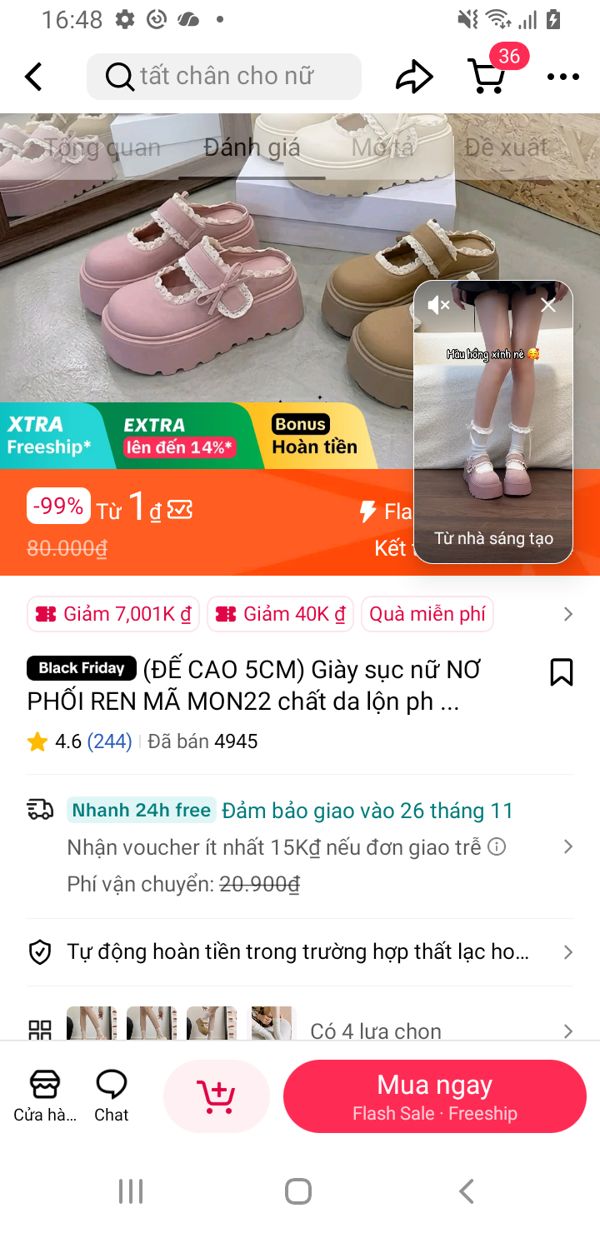 16:48
36
tất chân cho nữ
Tổng quan
Đánh giá
Mô tả
Đề xuất
Màu hồng xinh nè 🥰
XTRA
Freeship*
EXTRA
lên đến 14%*
Bonus
Hoàn tiền
-99% Từ 1₫
80.000₫
Fla
Kết
Từ nhà sáng tạo
Giảm 7,001K ₫
Giảm 40K ₫
Quà miễn phí
Black Friday (ĐẾ CAO 5CM) Giày sục nữ NƠ
PHỐI REN MÃ MON22 chất da lộn ph ...
4.6 (244) Đã bán 4945
Nhanh 24h free Đảm bảo giao vào 26 tháng 11
Nhận voucher ít nhất 15K₫ nếu đơn giao trễ
Phí vận chuyển: 20.900₫
Tự động hoàn tiền trong trường hợp thất lạc ho...
Có 4 lựa chọn
Cửa hà...
Chat
Mua ngay
Flash Sale · Freeship